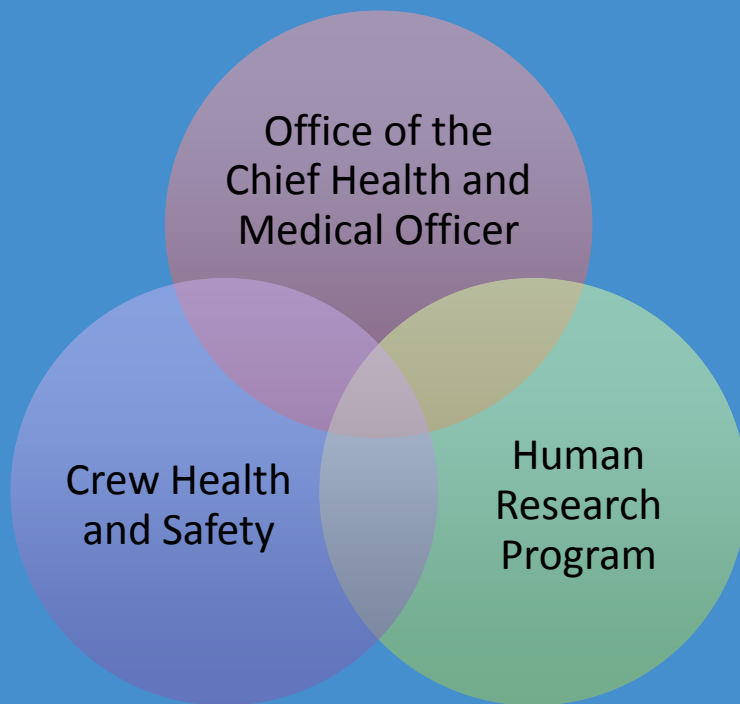 Office of the
Chief Health and
Medical Officer
Crew Health
and Safety
Human
Research
Program